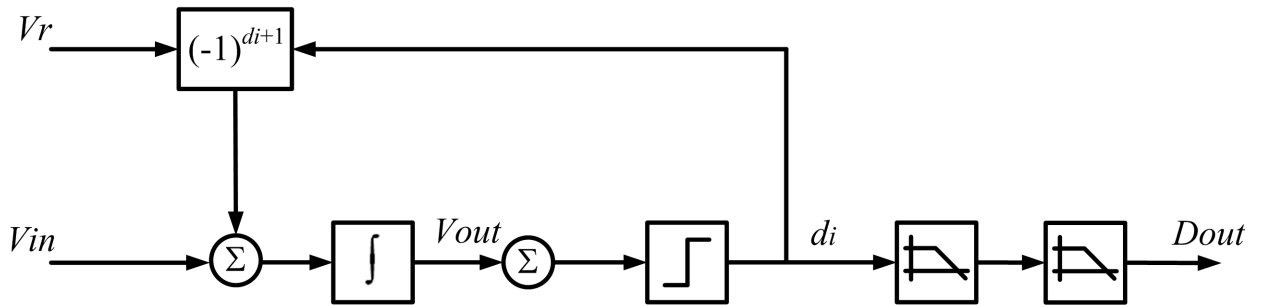 Vr
(-1)^{di+1}
Vin
Σ
∫
Vout
Σ
di
Dout